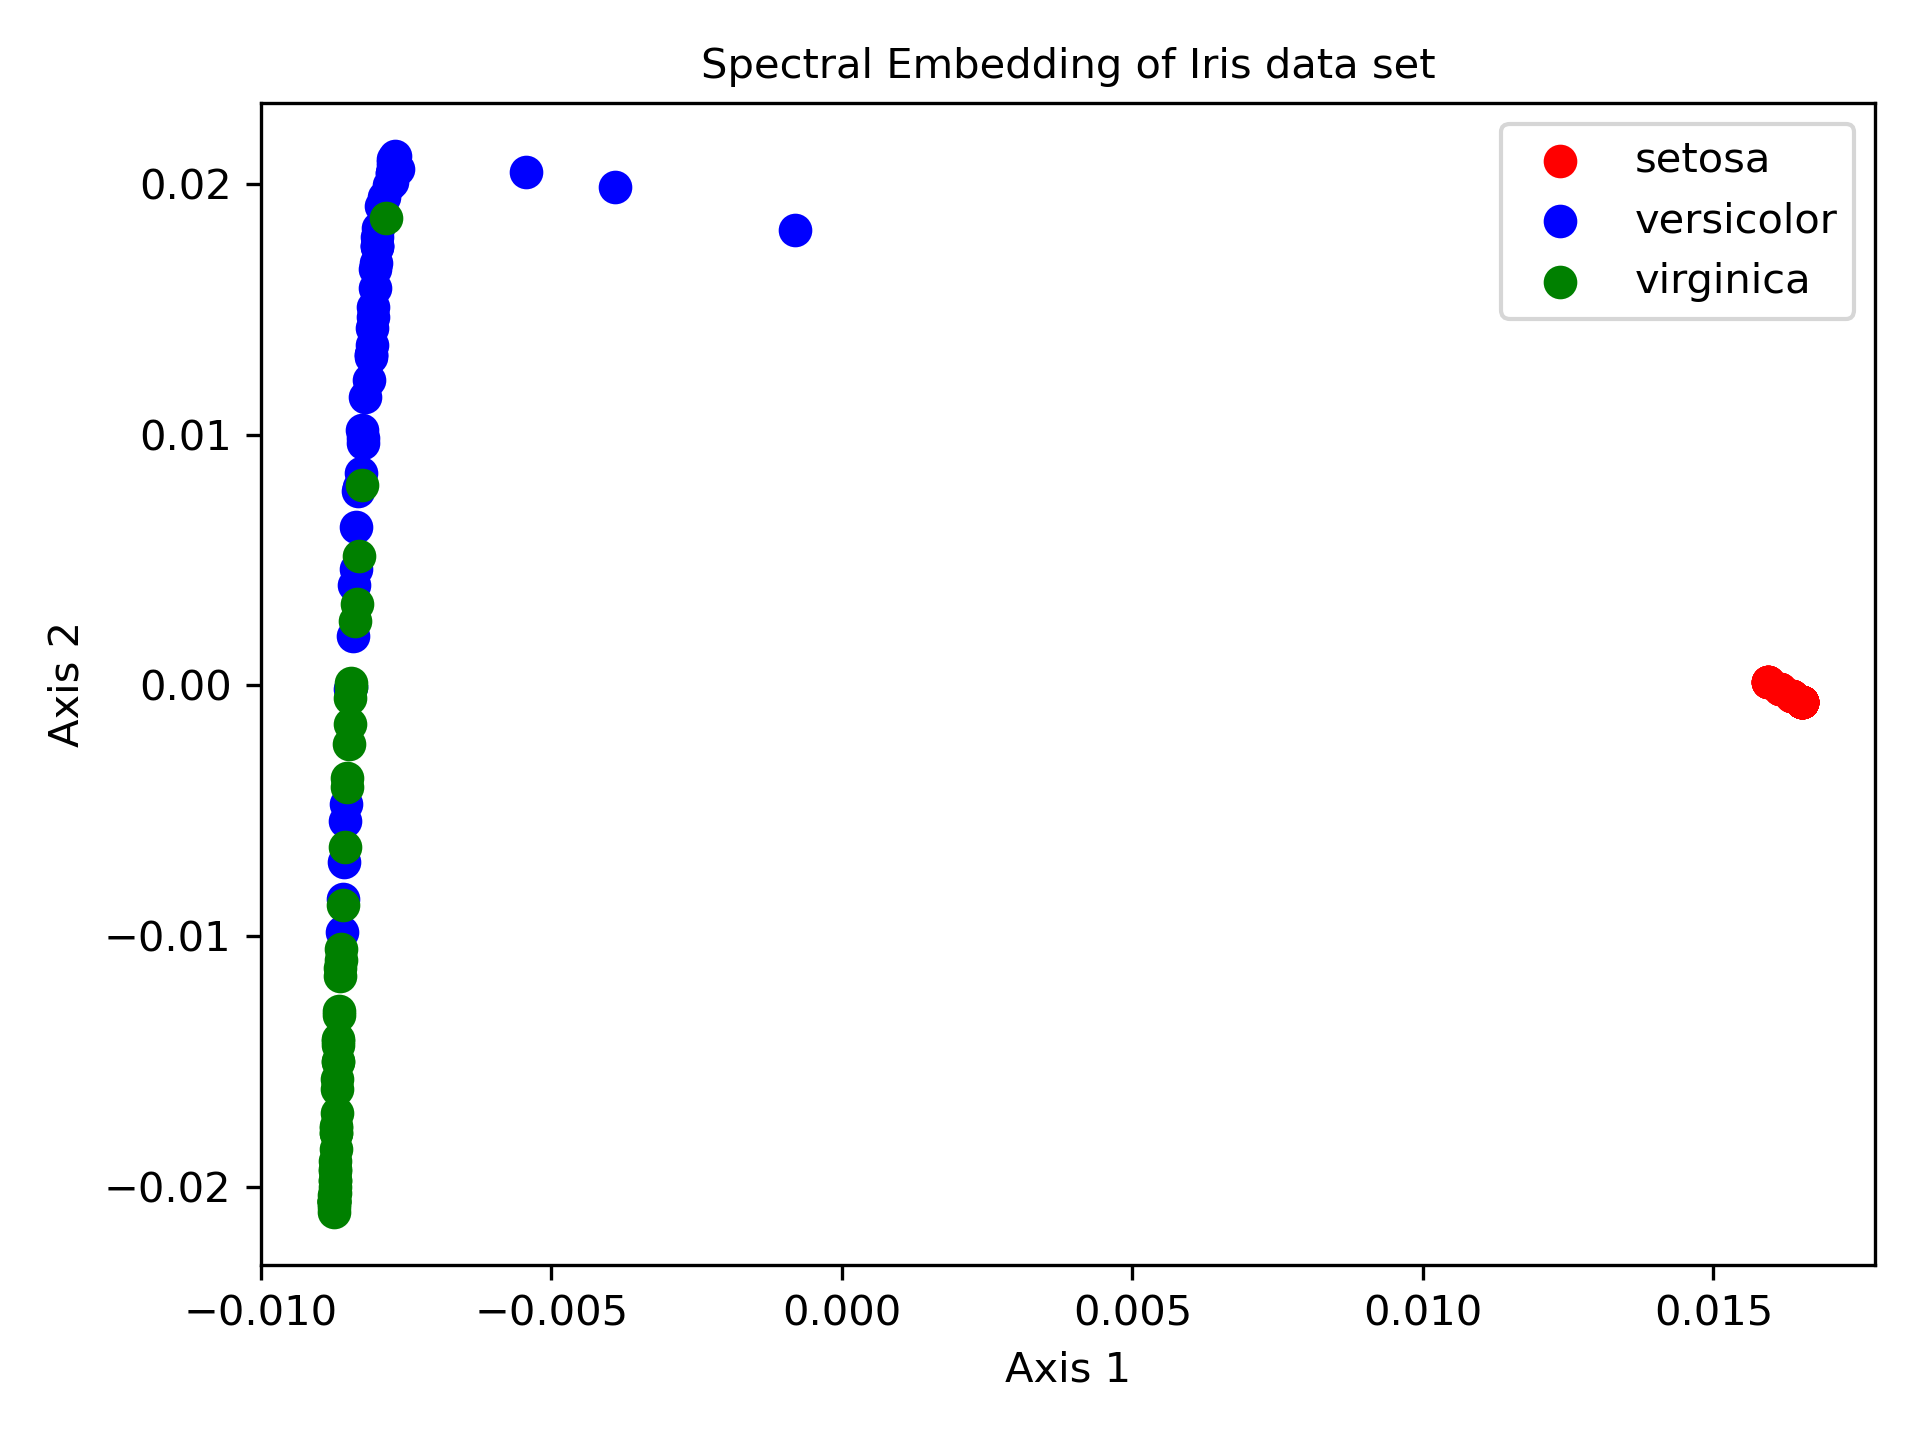 Spectral Embedding of Iris data set
setosa
versicolor
virginica
0.02
0.01
0.00
−0.01
−0.02
Axis 2
−0.010 −0.005 0.000 0.005 0.010 0.015
Axis 1